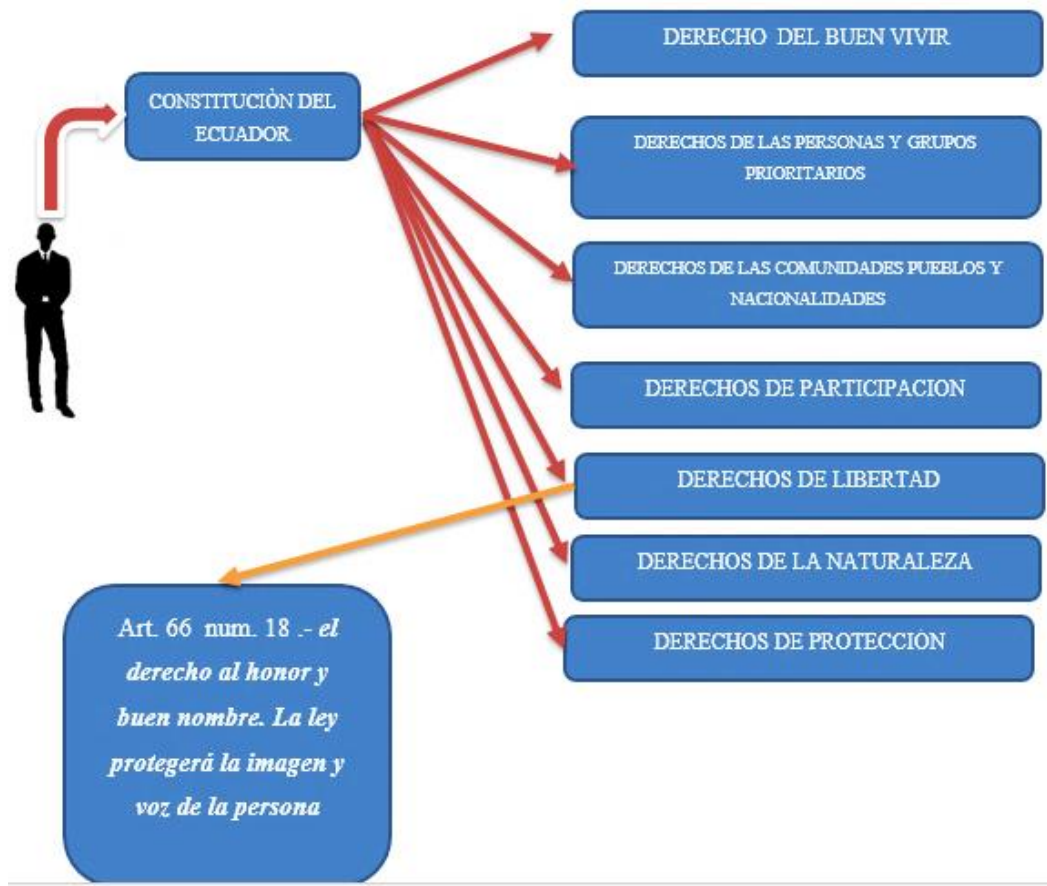 CONSTITUCIÒN DEL
ECUADOR
DERECHO DEL BUEN VIVIR
DERECHOS DE LAS PERSONAS Y GRUPOS
PRIORITARIOS
DERECHOS DE LAS COMUNIDADES PUEBLOS Y
NACIONALIDADES
DERECHOS DE PARTICIPACION
DERECHOS DE LIBERTAD
DERECHOS DE LA NATURALEZA
DERECHOS DE PROTECCIÒN
Art. 66 num. 18 .- el
derecho al honor y
buen nombre. La ley
protegerá la imagen y
voz de la persona